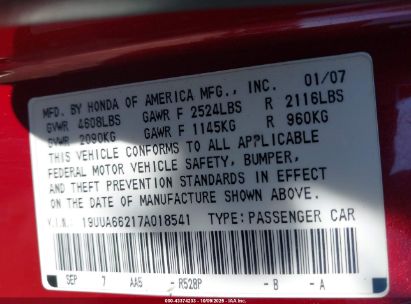 MFD. BY HONDA OF AMERICA MFG., INC. 01/07
GVWR 4608LBS GAWR F 2524LBS R 2116LBS
GVWR 2090KG GAWR F 1145KG R 960KG
THIS VEHICLE CONFORMS TO ALL APPLICABLE
FEDERAL MOTOR VEHICLE SAFETY, BUMPER,
AND THEFT PREVENTION STANDARDS IN EFFECT
ON THE DATE OF MANUFACTURE SHOWN ABOVE.
V.I.N. 19UUA66217A018541 TYPE:PASSENGER CAR
SEP 7 AA5 - R528P - B - A